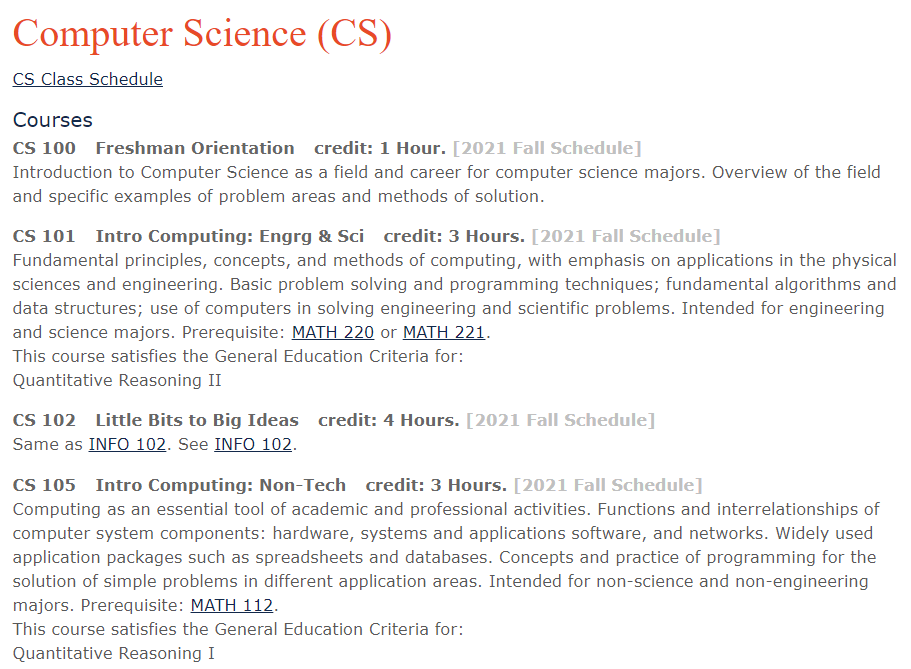 Computer Science (CS)
CS Class Schedule
Courses
CS 100 Freshman Orientation credit: 1 Hour. [2021 Fall Schedule]
Introduction to Computer Science as a field and career for computer science majors. Overview of the field
and specific examples of problem areas and methods of solution.
CS 101 Intro Computing: Engrg & Sci credit: 3 Hours. [2021 Fall Schedule]
Fundamental principles, concepts, and methods of computing, with emphasis on applications in the physical
sciences and engineering. Basic problem solving and programming techniques; fundamental algorithms and
data structures; use of computers in solving engineering and scientific problems. Intended for engineering
and science majors. Prerequisite: MATH 220 or MATH 221.
This course satisfies the General Education Criteria for:
Quantitative Reasoning II
CS 102 Little Bits to Big Ideas credit: 4 Hours. [2021 Fall Schedule]
Same as INFO 102. See INFO 102.
CS 105 Intro Computing: Non-Tech credit: 3 Hours. [2021 Fall Schedule]
Computing as an essential tool of academic and professional activities. Functions and interrelationships of
computer system components: hardware, systems and applications software, and networks. Widely used
application packages such as spreadsheets and databases. Concepts and practice of programming for the
solution of simple problems in different application areas. Intended for non-science and non-engineering
majors. Prerequisite: MATH 112.
This course satisfies the General Education Criteria for:
Quantitative Reasoning I